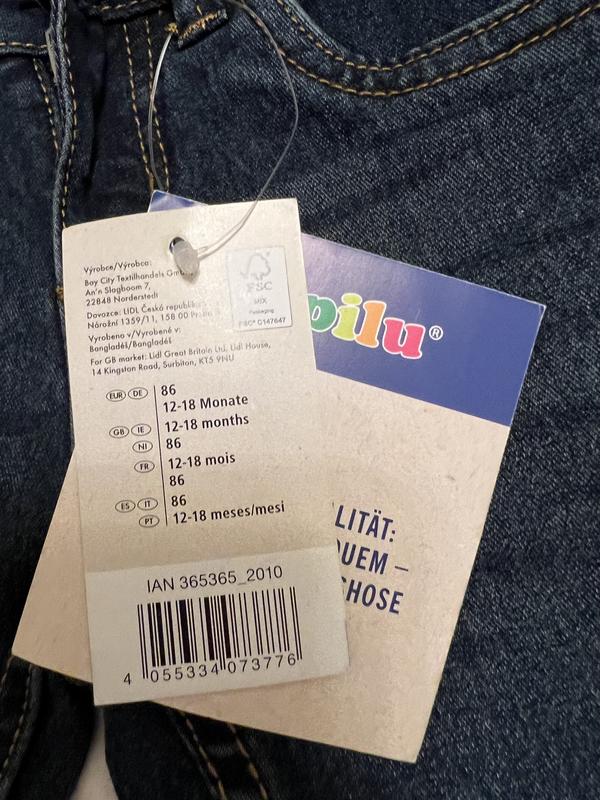 Výrobce/Výrobca:
Bay City Textilhandels GmbH
An'n Slagboom 7,
22848 Norderstedt
Dovozce: LIDL Česká republika
Nárožní 1359/11, 158 00 Praha
Vyrobeno v/Vyrobené v:
Bangladéš/Bangladéš
For GB market: Lidl Great Britain Ltd, Lidl House,
14 Kingston Road, Surbiton, KT5 9NU
FSC
MIX
Packaging
FSC® C147647
EUR DE 86
12-18 Monate
GB IE 12-18 months
NI 86
FR 12-18 mois
86
ES IT 86
PT 12-18 meses/mesi
IAN 365365_2010
4 055334 073776
pilu®
LITÄT:
QUEM –
GHOSE